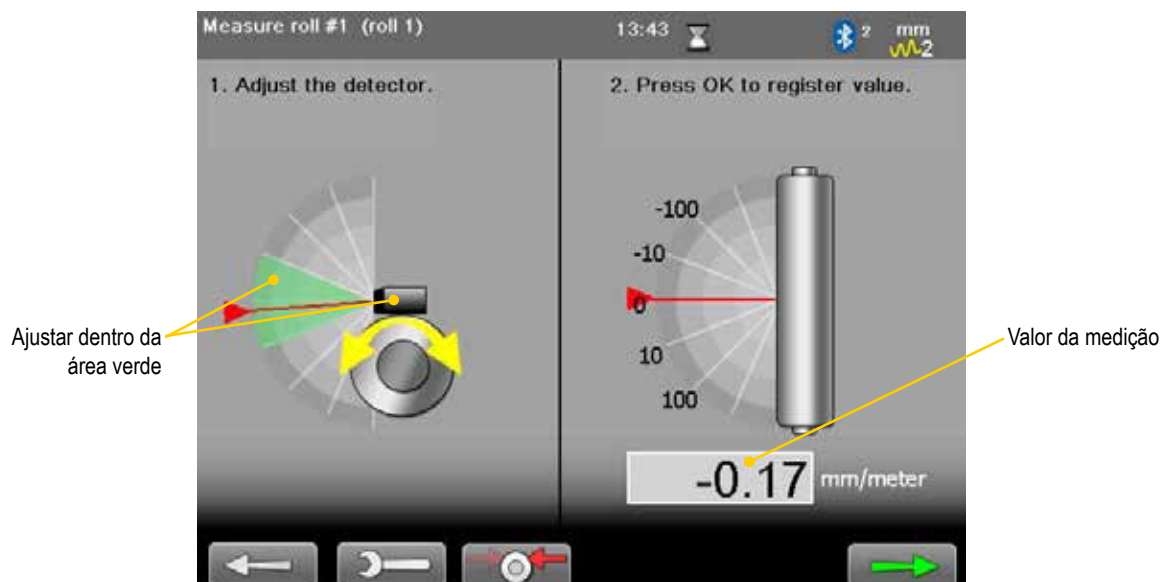 Measure roll #1 (roll 1)
13:43
2
mm
2
1. Adjust the detector.
2. Press OK to register value.
-100
-10
0
10
100
Ajustar dentro da
área verde
Valor da medição
-0.17 mm/meter